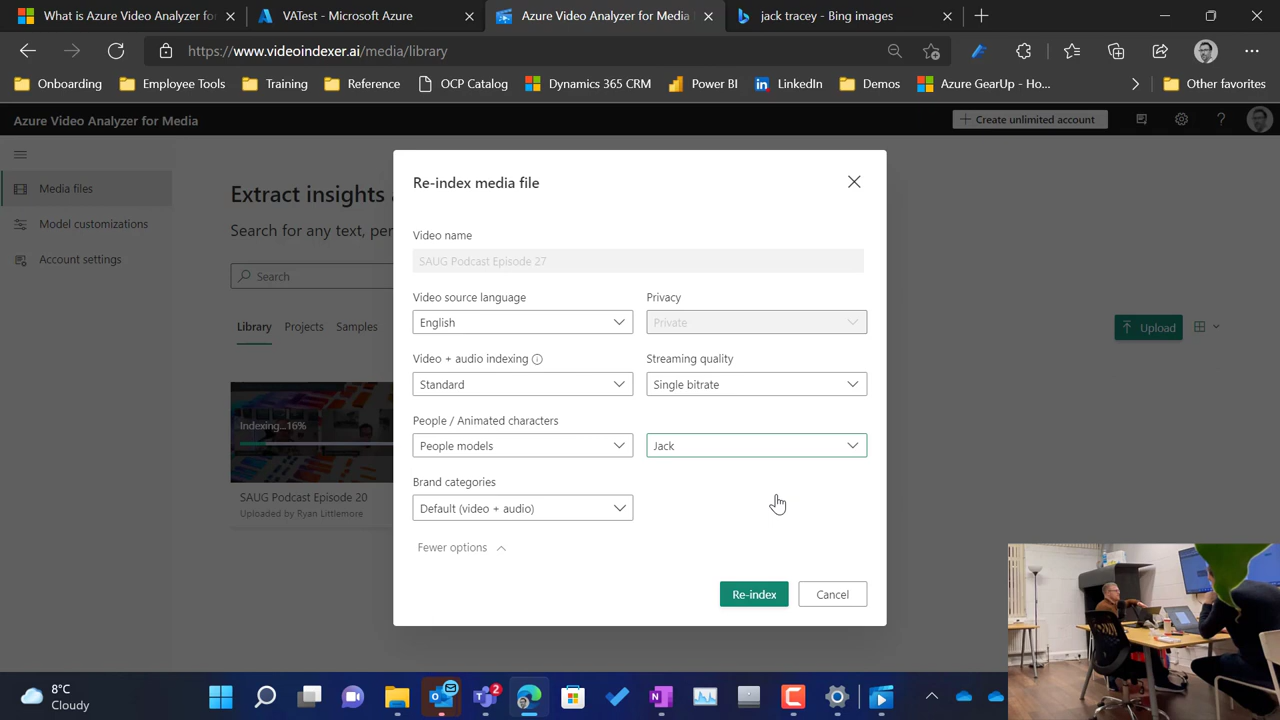 What is Azure Video Analyzer for
VATest - Microsoft Azure
Azure Video Analyzer for Media
jack tracey - Bing images
https://www.videoindexer.ai/media/library
Onboarding
Employee Tools
Training
Reference
OCP Catalog
Dynamics 365 CRM
Power BI
LinkedIn
Demos
Azure GearUp - Ho...
Other favorites
Azure Video Analyzer for Media
Create unlimited account
Media files
Model customizations
Account settings
Extract insights
Search for any text, per
Search
Library
Projects
Samples
Upload
Indexing...16%
SAUG Podcast Episode 20
Uploaded by Ryan Littlemore
Re-index media file
Video name
SAUG Podcast Episode 27
Video source language
Privacy
English
Private
Video + audio indexing
Streaming quality
Standard
Single bitrate
People / Animated characters
People models
Jack
Brand categories
Default (video + audio)
Fewer options
Re-index
Cancel
8°C
Cloudy
2